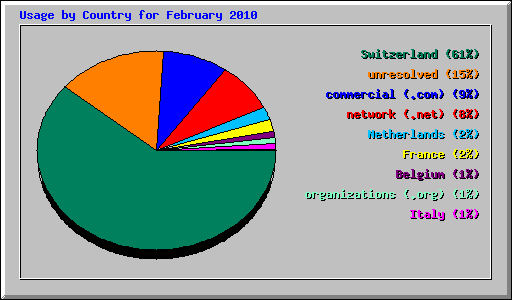 Usage by Country for February 2010
Switzerland (61%)
unresolved (15%)
commercial (.com) (9%)
network (.net) (8%)
Netherlands (2%)
France (2%)
Belgium (1%)
organizations (.org) (1%)
Italy (1%)